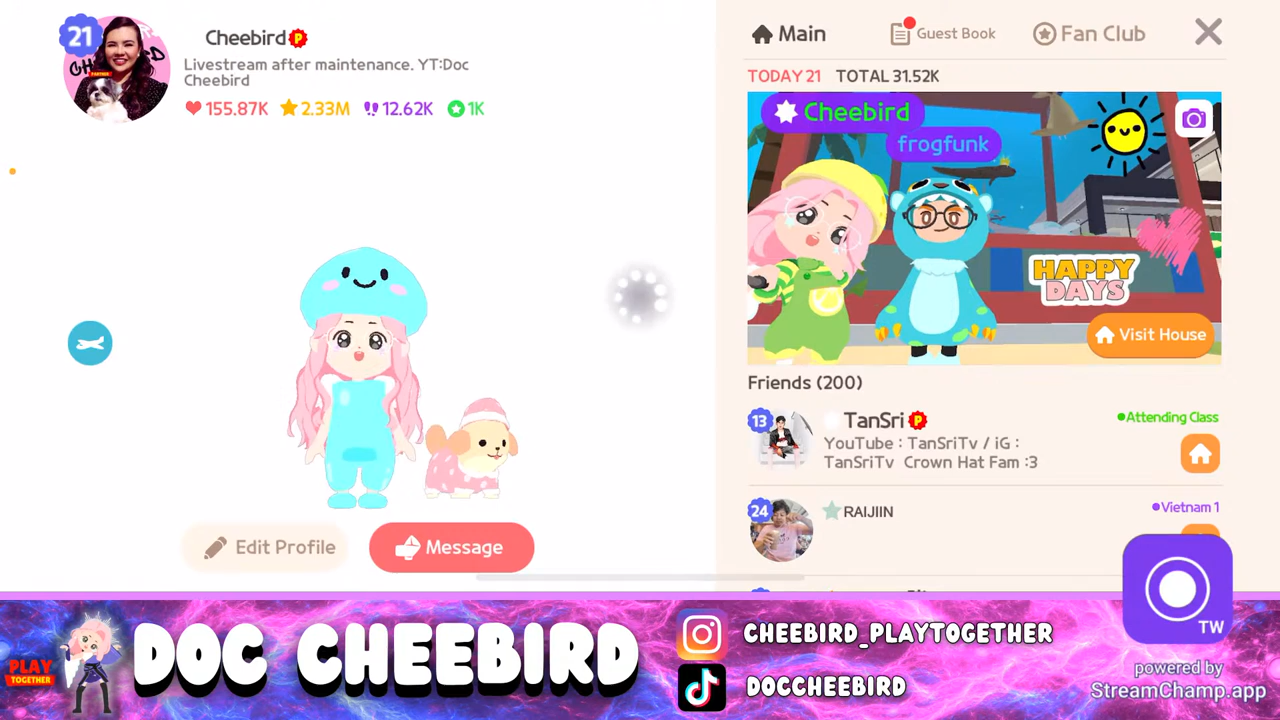 21
Cheebird P
Livestream after maintenance. YT:Doc
Cheebird
155.87K 2.33M 12.62K 1K
Edit Profile
Message
Main Guest Book Fan Club
TODAY 21 TOTAL 31.52K
Cheebird
frogfunk
HAPPY
DAYS
Visit House
Friends (200)
13
TanSri P
Attending Class
YouTube : TanSriTv / iG :
TanSriTv Crown Hat Fam :3
24
RAIJIIN
Vietnam 1
TW
PLAY
TOGETHER
DOC CHEEBIRD
CHEEBIRD_PLAYTOGETHER
DOCCHEEBIRD
powered by
StreamChamp.app